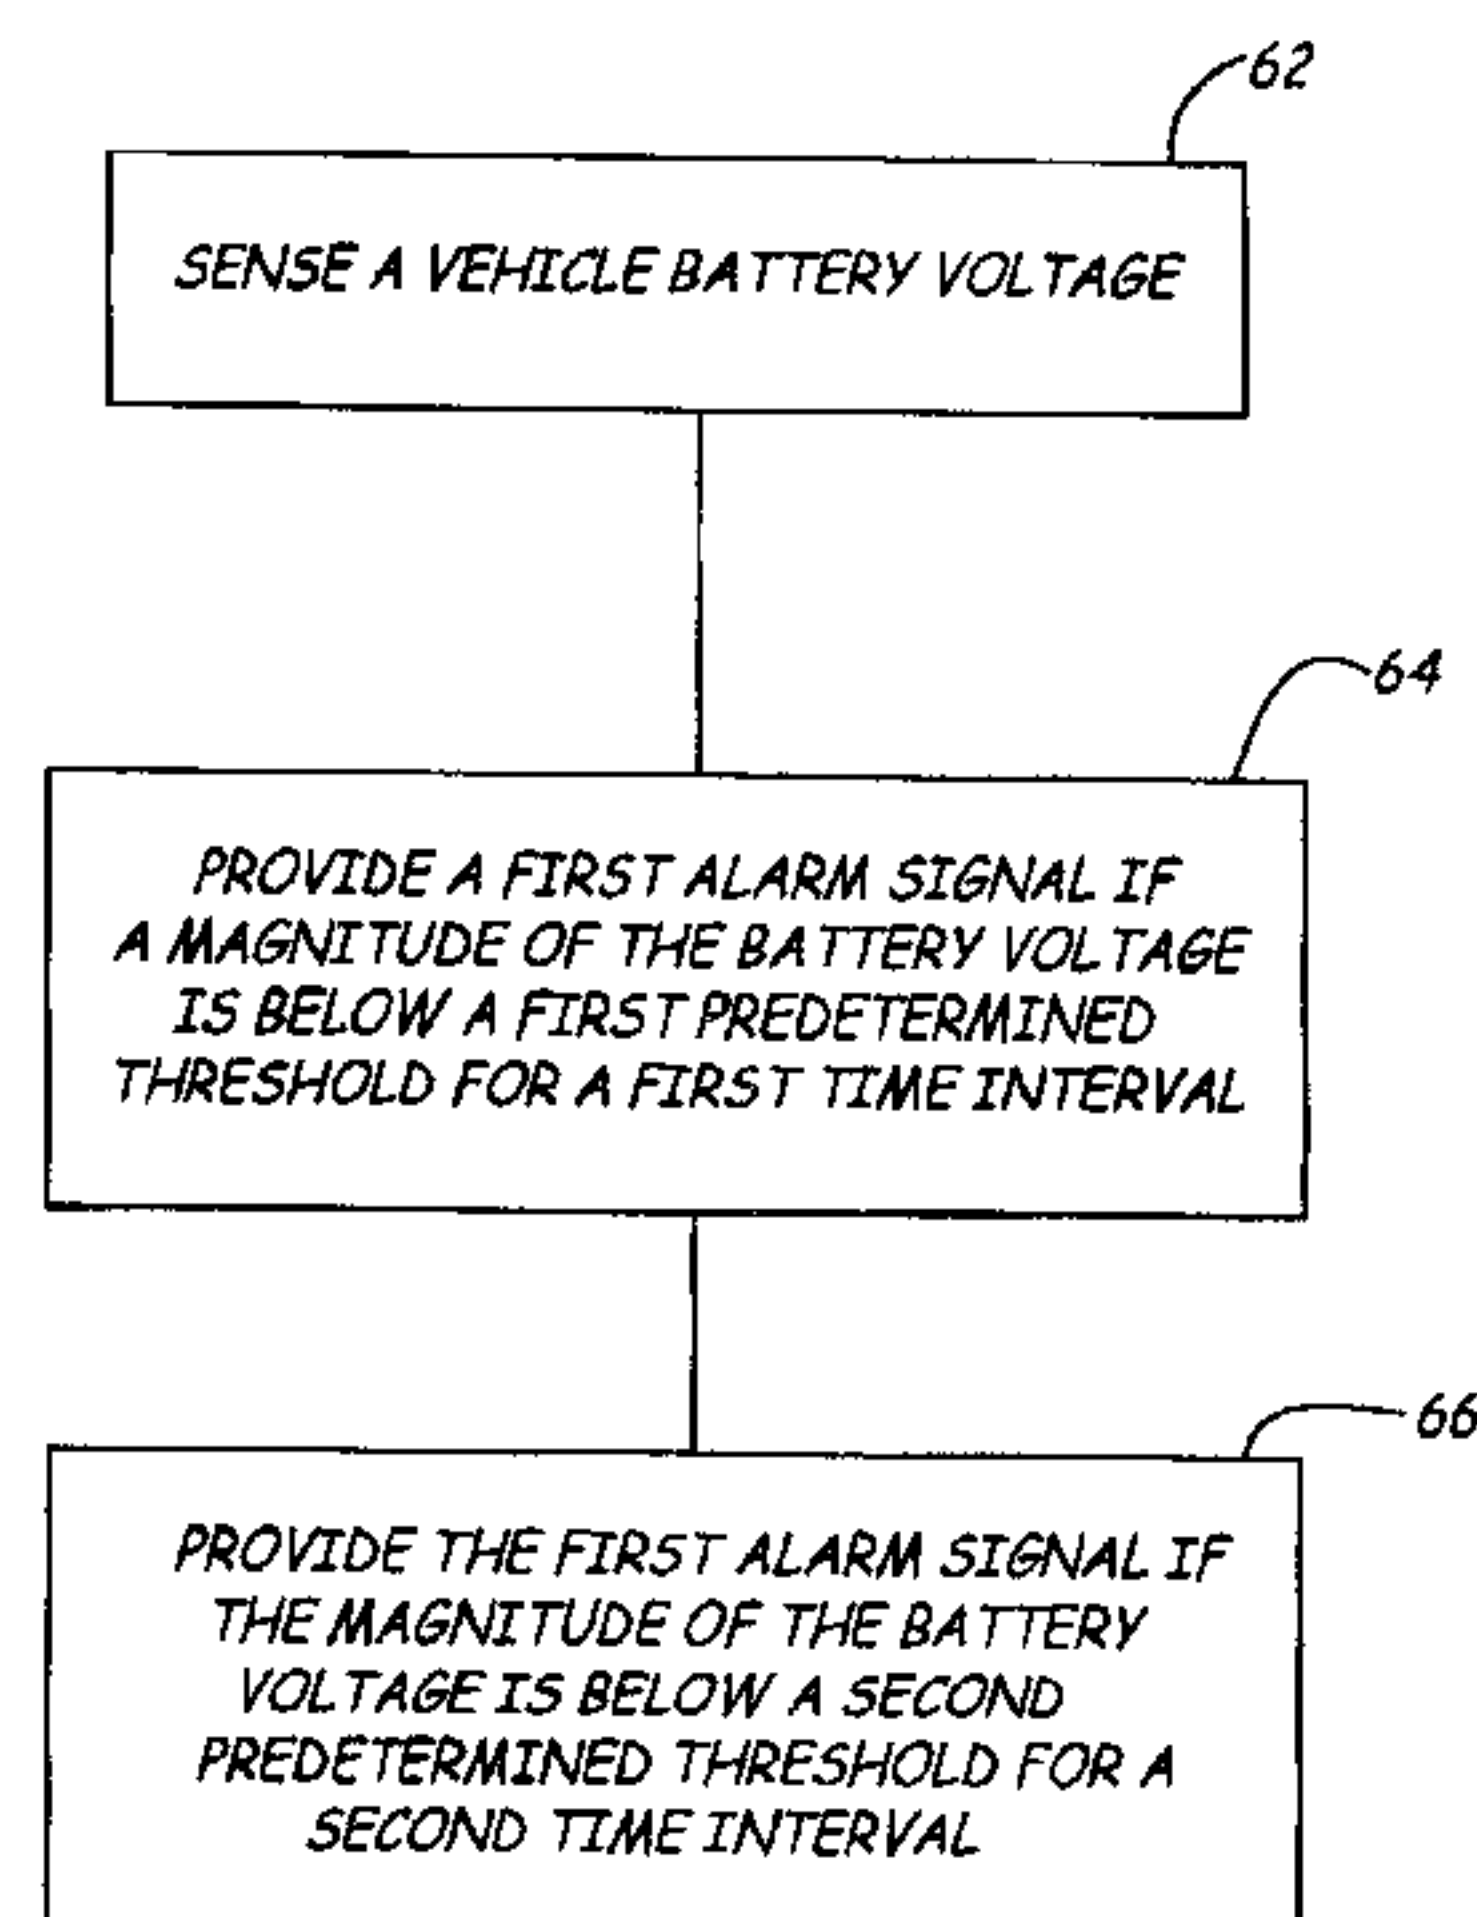 62
SENSE A VEHICLE BATTERY VOLTAGE
64
PROVIDE A FIRST ALARM SIGNAL IF
A MAGNITUDE OF THE BATTERY VOLTAGE
IS BELOW A FIRST PREDETERMINED
THRESHOLD FOR A FIRST TIME INTERVAL
66
PROVIDE THE FIRST ALARM SIGNAL IF
THE MAGNITUDE OF THE BATTERY
VOLTAGE IS BELOW A SECOND
PREDETERMINED THRESHOLD FOR A
SECOND TIME INTERVAL